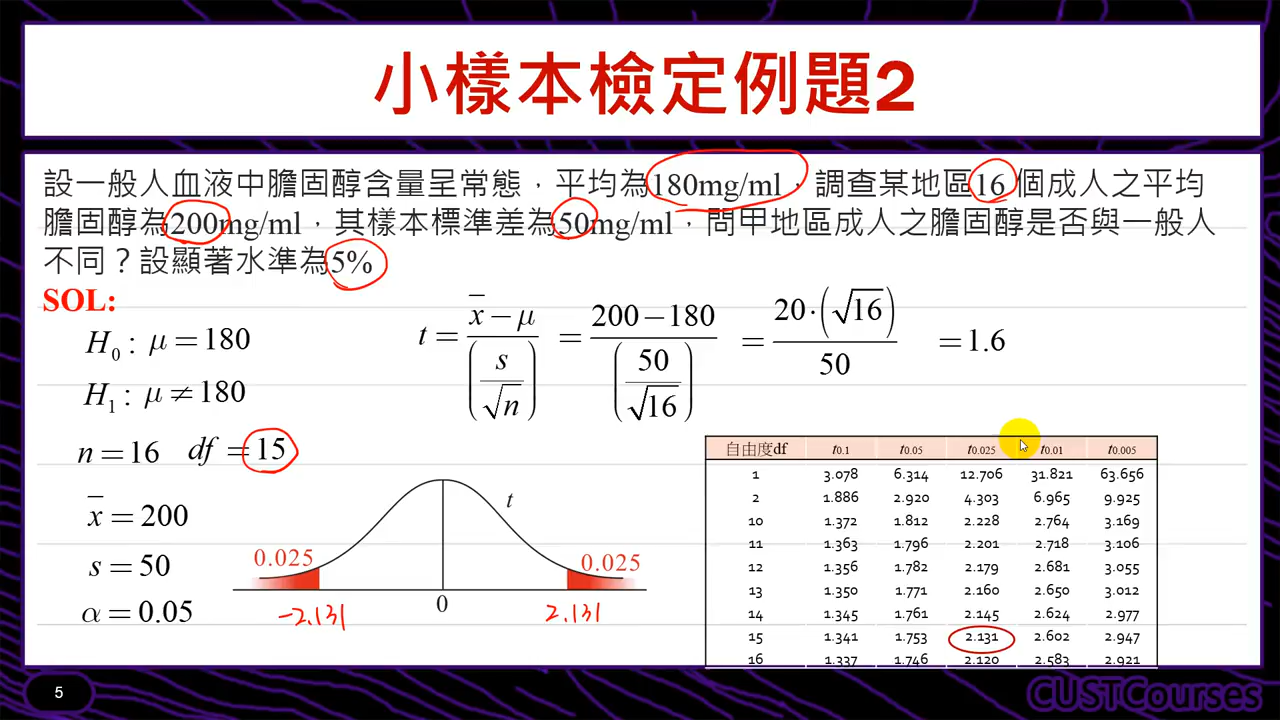 小樣本檢定例題2
設一般人血液中膽固醇含量呈常態，平均為180mg/ml，調查某地區16 個成人之平均
膽固醇為200mg/ml，其樣本標準差為50mg/ml，問甲地區成人之膽固醇是否與一般人
不同？設顯著水準為5%
SOL:
H₀ : μ = 180
H₁ : μ ≠ 180
n = 16 df = 15
x̄ = 200
s = 50
α = 0.05
t = (x̄ − μ) / (s / √n) = (200 − 180) / (50 / √16) = 20·(√16) / 50 = 1.6
t
0.025 0.025
-2.131 0 2.131
自由度df t0.1 t0.05 t0.025 t0.01 t0.005
1 3.078 6.314 12.706 31.821 63.656
2 1.886 2.920 4.303 6.965 9.925
10 1.372 1.812 2.228 2.764 3.169
11 1.363 1.796 2.201 2.718 3.106
12 1.356 1.782 2.179 2.681 3.055
13 1.350 1.771 2.160 2.650 3.012
14 1.345 1.761 2.145 2.624 2.977
15 1.341 1.753 2.131 2.602 2.947
16 1.337 1.746 2.120 2.583 2.921
5
CUSTCourses